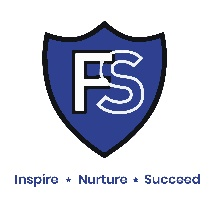 FS
Inspire ★ Nurture ★ Succeed